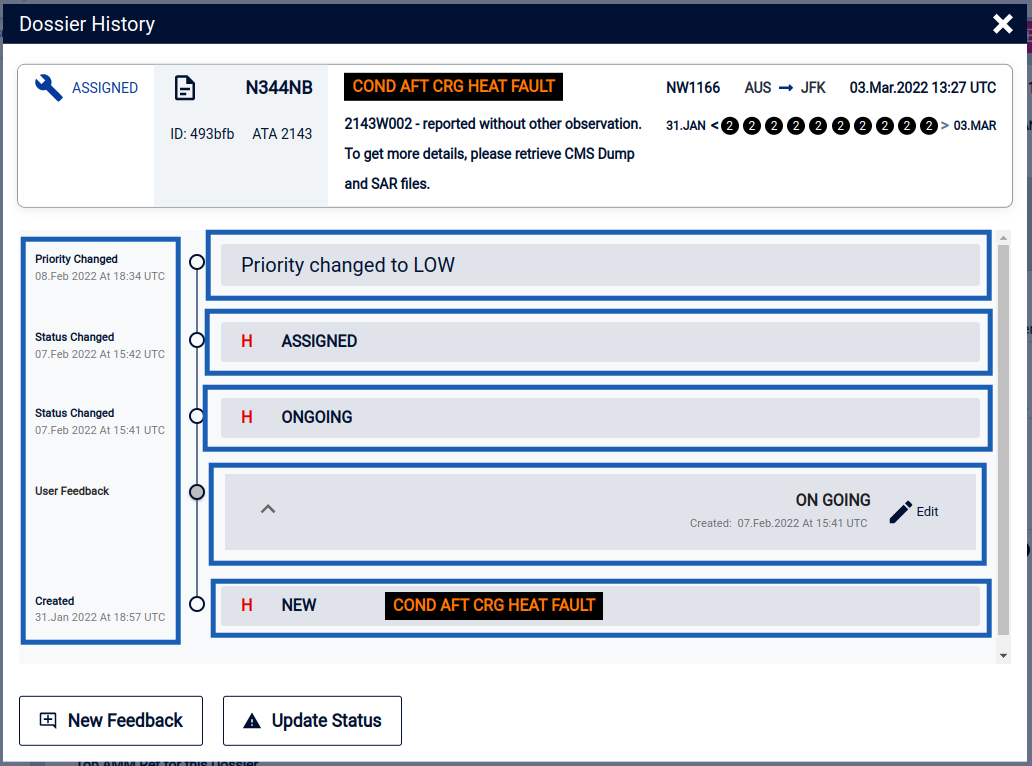 Dossier History
ASSIGNED
N344NB
ID: 493bfb ATA 2143
COND AFT CRG HEAT FAULT
2143W002 - reported without other observation.
To get more details, please retrieve CMS Dump
and SAR files.
NW1166 AUS → JFK 03.Mar.2022 13:27 UTC
31.JAN < 2 2 2 2 2 2 2 2 2 2 > 03.MAR
Priority Changed
08.Feb 2022 At 18:34 UTC
Priority changed to LOW
Status Changed
07.Feb 2022 At 15:42 UTC
H ASSIGNED
Status Changed
07.Feb 2022 At 15:41 UTC
H ONGOING
User Feedback
ON GOING
Created: 07.Feb.2022 At 15:41 UTC
Edit
Created
31.Jan 2022 At 18:57 UTC
H NEW COND AFT CRG HEAT FAULT
New Feedback
Update Status
Top AMM Ref for this Dossier